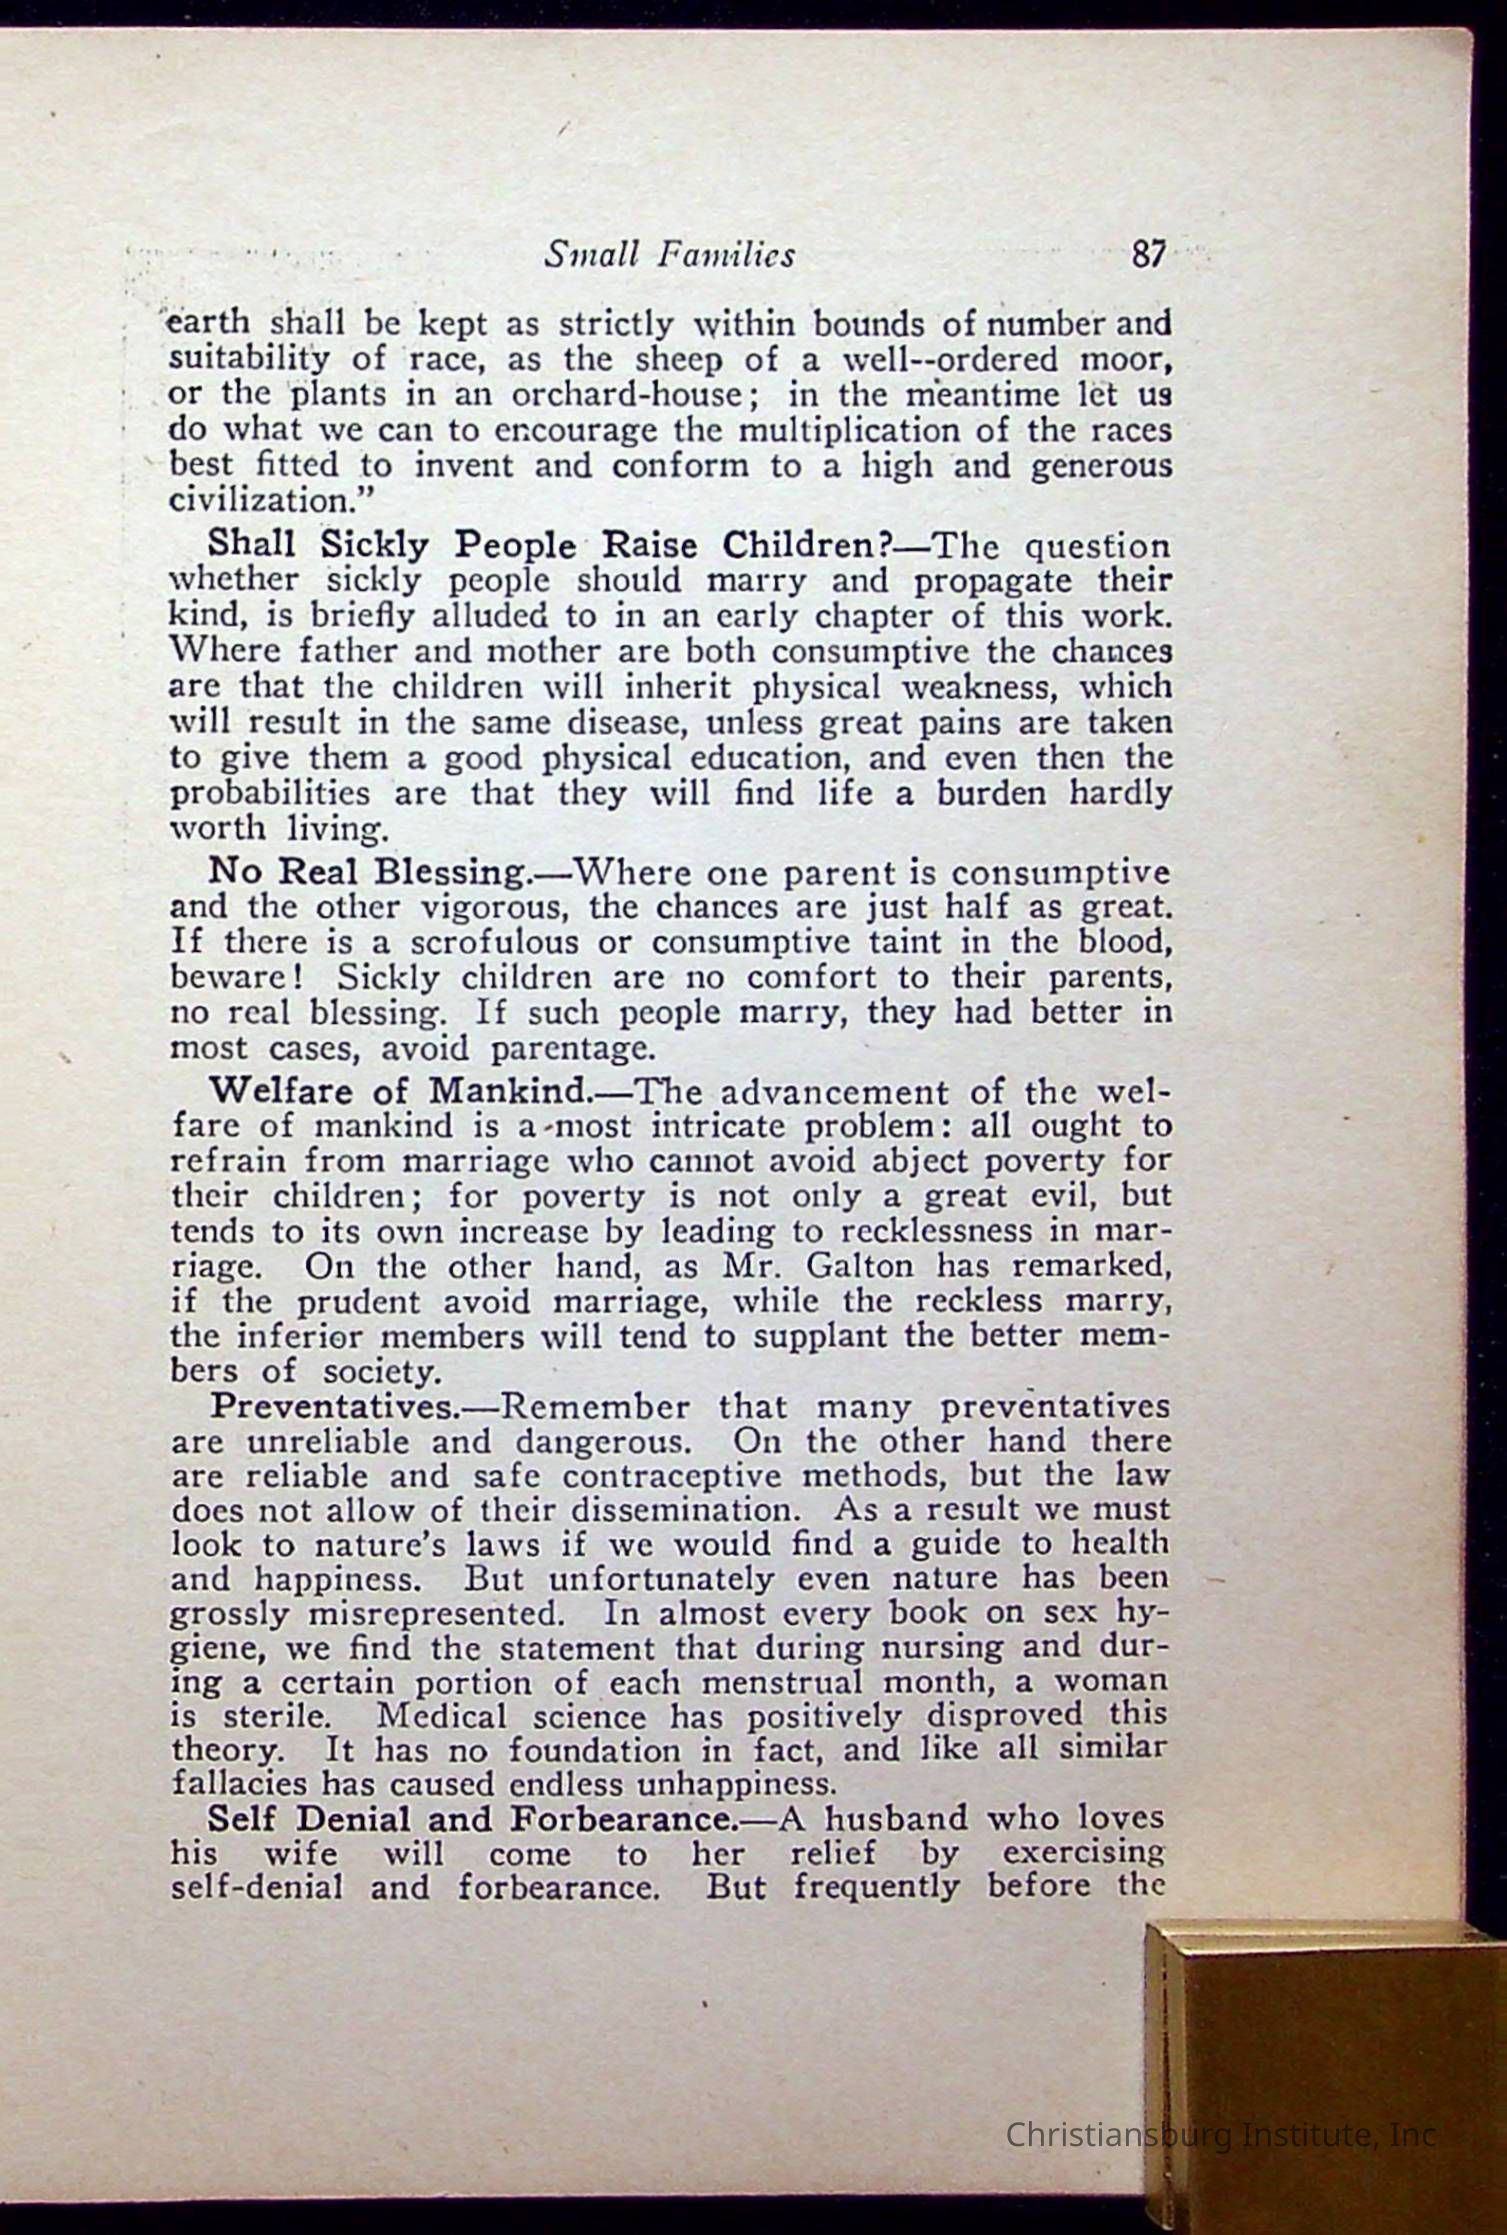 Small Families 87
earth shall be kept as strictly within bounds of number and
suitability of race, as the sheep of a well--ordered moor,
or the plants in an orchard-house; in the meantime let us
do what we can to encourage the multiplication of the races
best fitted to invent and conform to a high and generous
civilization.”
Shall Sickly People Raise Children?—The question
whether sickly people should marry and propagate their
kind, is briefly alluded to in an early chapter of this work.
Where father and mother are both consumptive the chances
are that the children will inherit physical weakness, which
will result in the same disease, unless great pains are taken
to give them a good physical education, and even then the
probabilities are that they will find life a burden hardly
worth living.
No Real Blessing.—Where one parent is consumptive
and the other vigorous, the chances are just half as great.
If there is a scrofulous or consumptive taint in the blood,
beware! Sickly children are no comfort to their parents,
no real blessing. If such people marry, they had better in
most cases, avoid parentage.
Welfare of Mankind.—The advancement of the wel-
fare of mankind is a most intricate problem: all ought to
refrain from marriage who cannot avoid abject poverty for
their children; for poverty is not only a great evil, but
tends to its own increase by leading to recklessness in mar-
riage. On the other hand, as Mr. Galton has remarked,
if the prudent avoid marriage, while the reckless marry,
the inferior members will tend to supplant the better mem-
bers of society.
Preventatives.—Remember that many preventatives
are unreliable and dangerous. On the other hand there
are reliable and safe contraceptive methods, but the law
does not allow of their dissemination. As a result we must
look to nature’s laws if we would find a guide to health
and happiness. But unfortunately even nature has been
grossly misrepresented. In almost every book on sex hy-
giene, we find the statement that during nursing and dur-
ing a certain portion of each menstrual month, a woman
is sterile. Medical science has positively disproved this
theory. It has no foundation in fact, and like all similar
fallacies has caused endless unhappiness.
Self Denial and Forbearance.—A husband who loves
his wife will come to her relief by exercising
self-denial and forbearance. But frequently before the
Christiansburg Institute, Inc